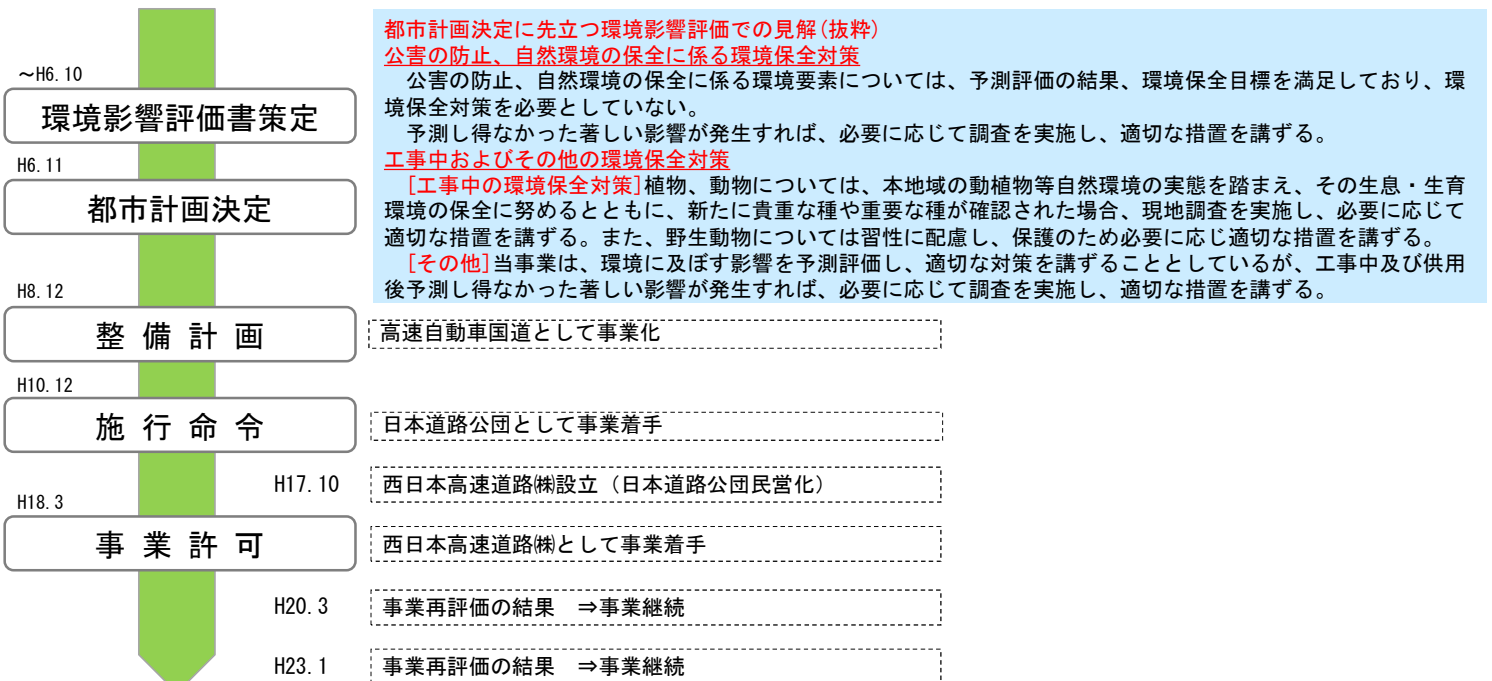 都市計画決定に先立つ環境影響評価での見解(抜粋)
公害の防止、自然環境の保全に係る環境保全対策
公害の防止、自然環境の保全に係る環境要素については、予測評価の結果、環境保全目標を満足しており、環
境保全対策を必要としていない。
予測し得なかった著しい影響が発生すれば、必要に応じて調査を実施し、適切な措置を講ずる。
工事中およびその他の環境保全対策
[工事中の環境保全対策]植物、動物については、本地域の動植物等自然環境の実態を踏まえ、その生息・生育
環境の保全に努めるとともに、新たに貴重な種や重要な種が確認された場合、現地調査を実施し、必要に応じて
適切な措置を講ずる。また、野生動物については習性に配慮し、保護のため必要に応じ適切な措置を講ずる。
[その他]当事業は、環境に及ぼす影響を予測評価し、適切な対策を講ずることとしているが、工事中及び供用
後予測し得なかった著しい影響が発生すれば、必要に応じて調査を実施し、適切な措置を講ずる。
～H6.10
環境影響評価書策定
H6.11
都市計画決定
H8.12
整備計画
高速自動車国道として事業化
H10.12
施行命令
日本道路公団として事業着手
H17.10
西日本高速道路㈱設立（日本道路公団民営化）
H18.3
事業許可
西日本高速道路㈱として事業着手
H20.3
事業再評価の結果　⇒事業継続
H23.1
事業再評価の結果　⇒事業継続